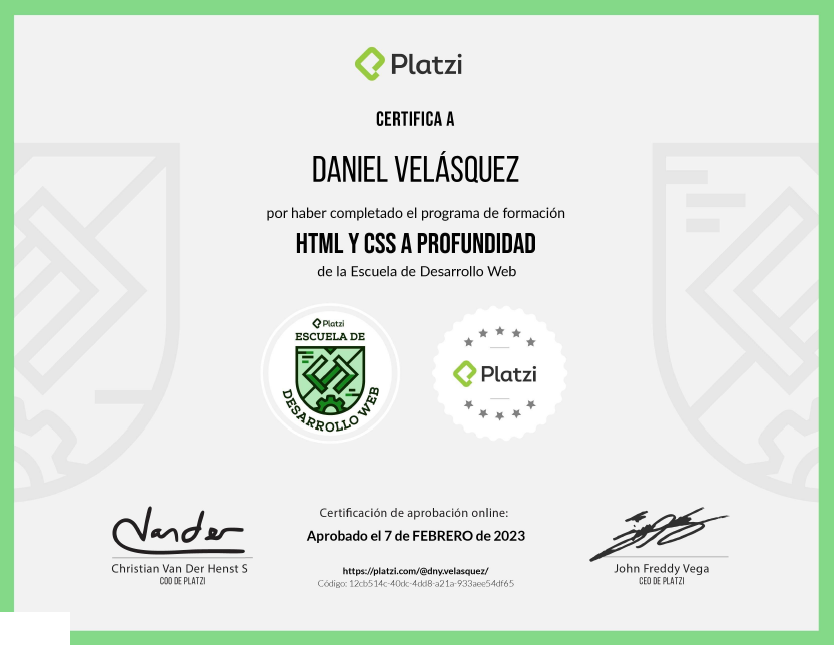 Platzi
CERTIFICA A
DANIEL VELÁSQUEZ
por haber completado el programa de formación
HTML Y CSS A PROFUNDIDAD
de la Escuela de Desarrollo Web
Platzi
ESCUELA DE
DESARROLLO WEB
Platzi
Vander
Christian Van Der Henst S
COO DE PLATZI
Certificación de aprobación online:
Aprobado el 7 de FEBRERO de 2023
https://platzi.com/@dny.velasquez/
Código: 12cb514c-40dc-4dd8-a21a-933aee54df65
John Freddy Vega
CEO DE PLATZI